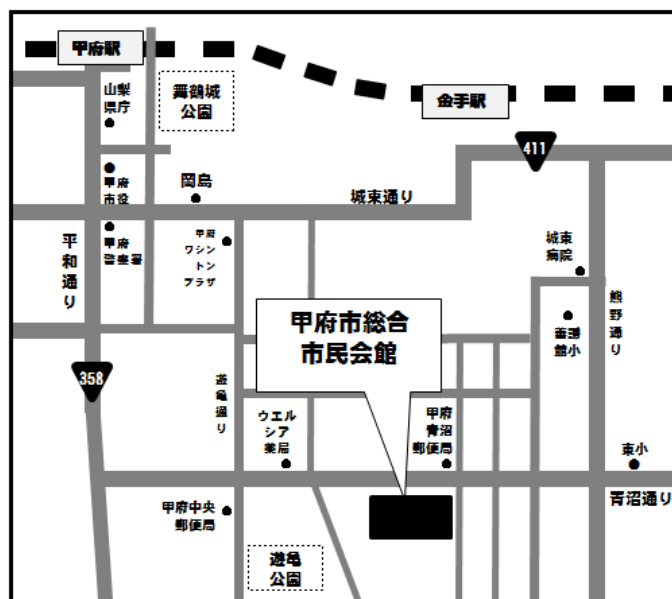 甲府駅
山梨
県庁
舞鶴城
公園
金手駅
411
甲府
市役
岡島
城東通り
甲府
警察署
甲府
ワシン
トン
プラザ
平和通り
城東
病院
熊野通り
甲府市総合
市民会館
館小
358
遊亀通り
ウエル
シア
薬局
甲府
青沼
郵便局
東小
青沼通り
甲府中央
郵便局
遊亀
公園